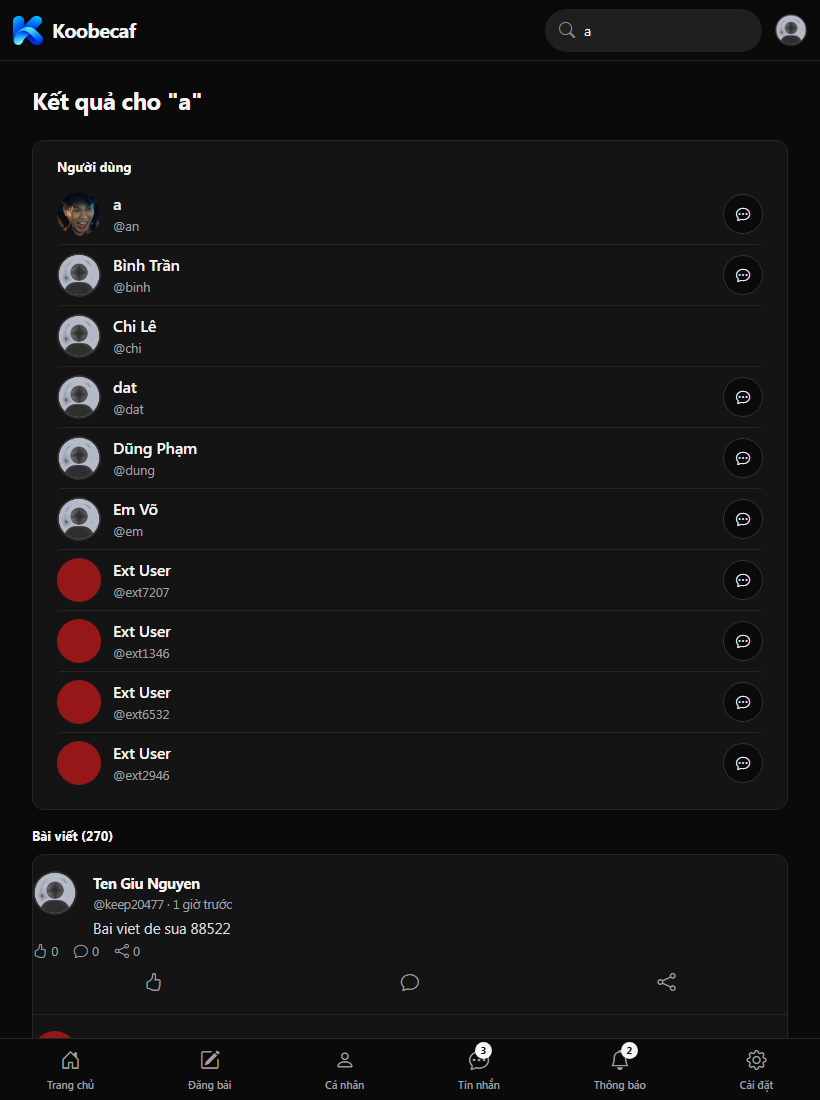 Koobecaf
a
Kết quả cho "a"
Người dùng
a
@an
Bình Trần
@binh
Chi Lê
@chi
dat
@dat
Dũng Phạm
@dung
Em Võ
@em
Ext User
@ext7207
Ext User
@ext1346
Ext User
@ext6532
Ext User
@ext2946
Bài viết (270)
Ten Giu Nguyen
@keep20477 · 1 giờ trước
Bai viet de sua 88522
0 0 0
3 2
Trang chủ Đăng bài Cá nhân Tin nhắn Thông báo Cài đặt